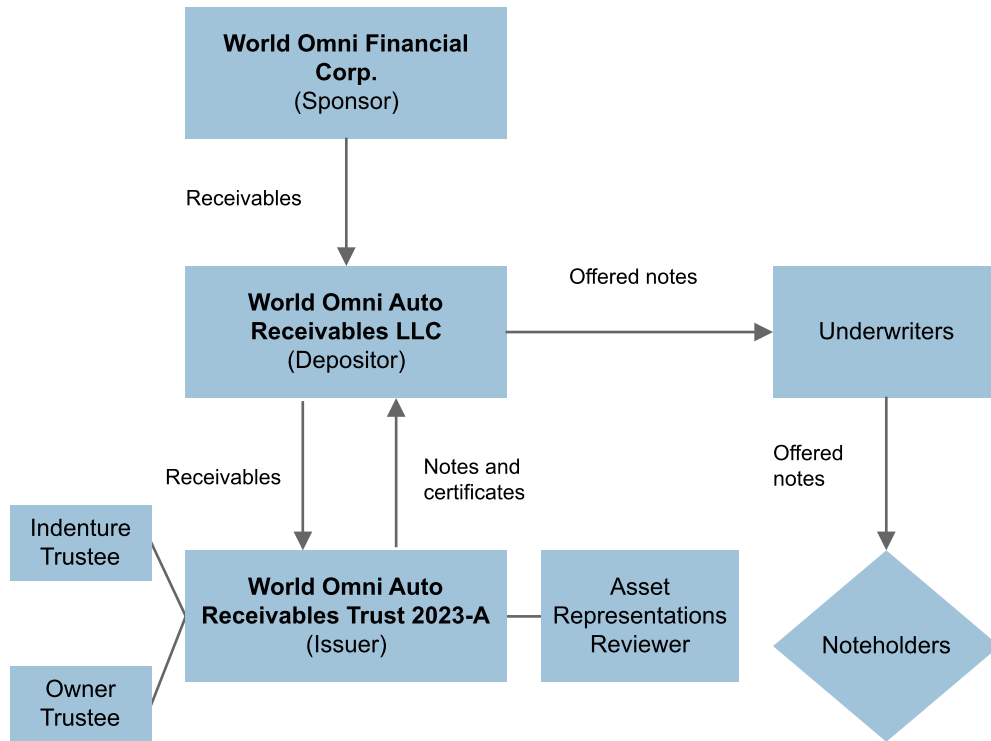 World Omni Financial
Corp.
(Sponsor)
Receivables
World Omni Auto
Receivables LLC
(Depositor)
Offered notes
Underwriters
Receivables
Notes and
certificates
Offered
notes
Indenture
Trustee
World Omni Auto
Receivables Trust 2023-A
(Issuer)
Asset
Representations
Reviewer
Noteholders
Owner
Trustee